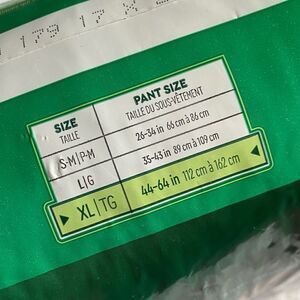 SIZE
TAILLE
PANT SIZE
TAILLE DU SOUS-VÊTEMENT
S-M|P-M
26-34 in 66 cm à 86 cm
L|G
35-43 in 89 cm à 109 cm
XL|TG
44-64 in 112 cm à 162 cm